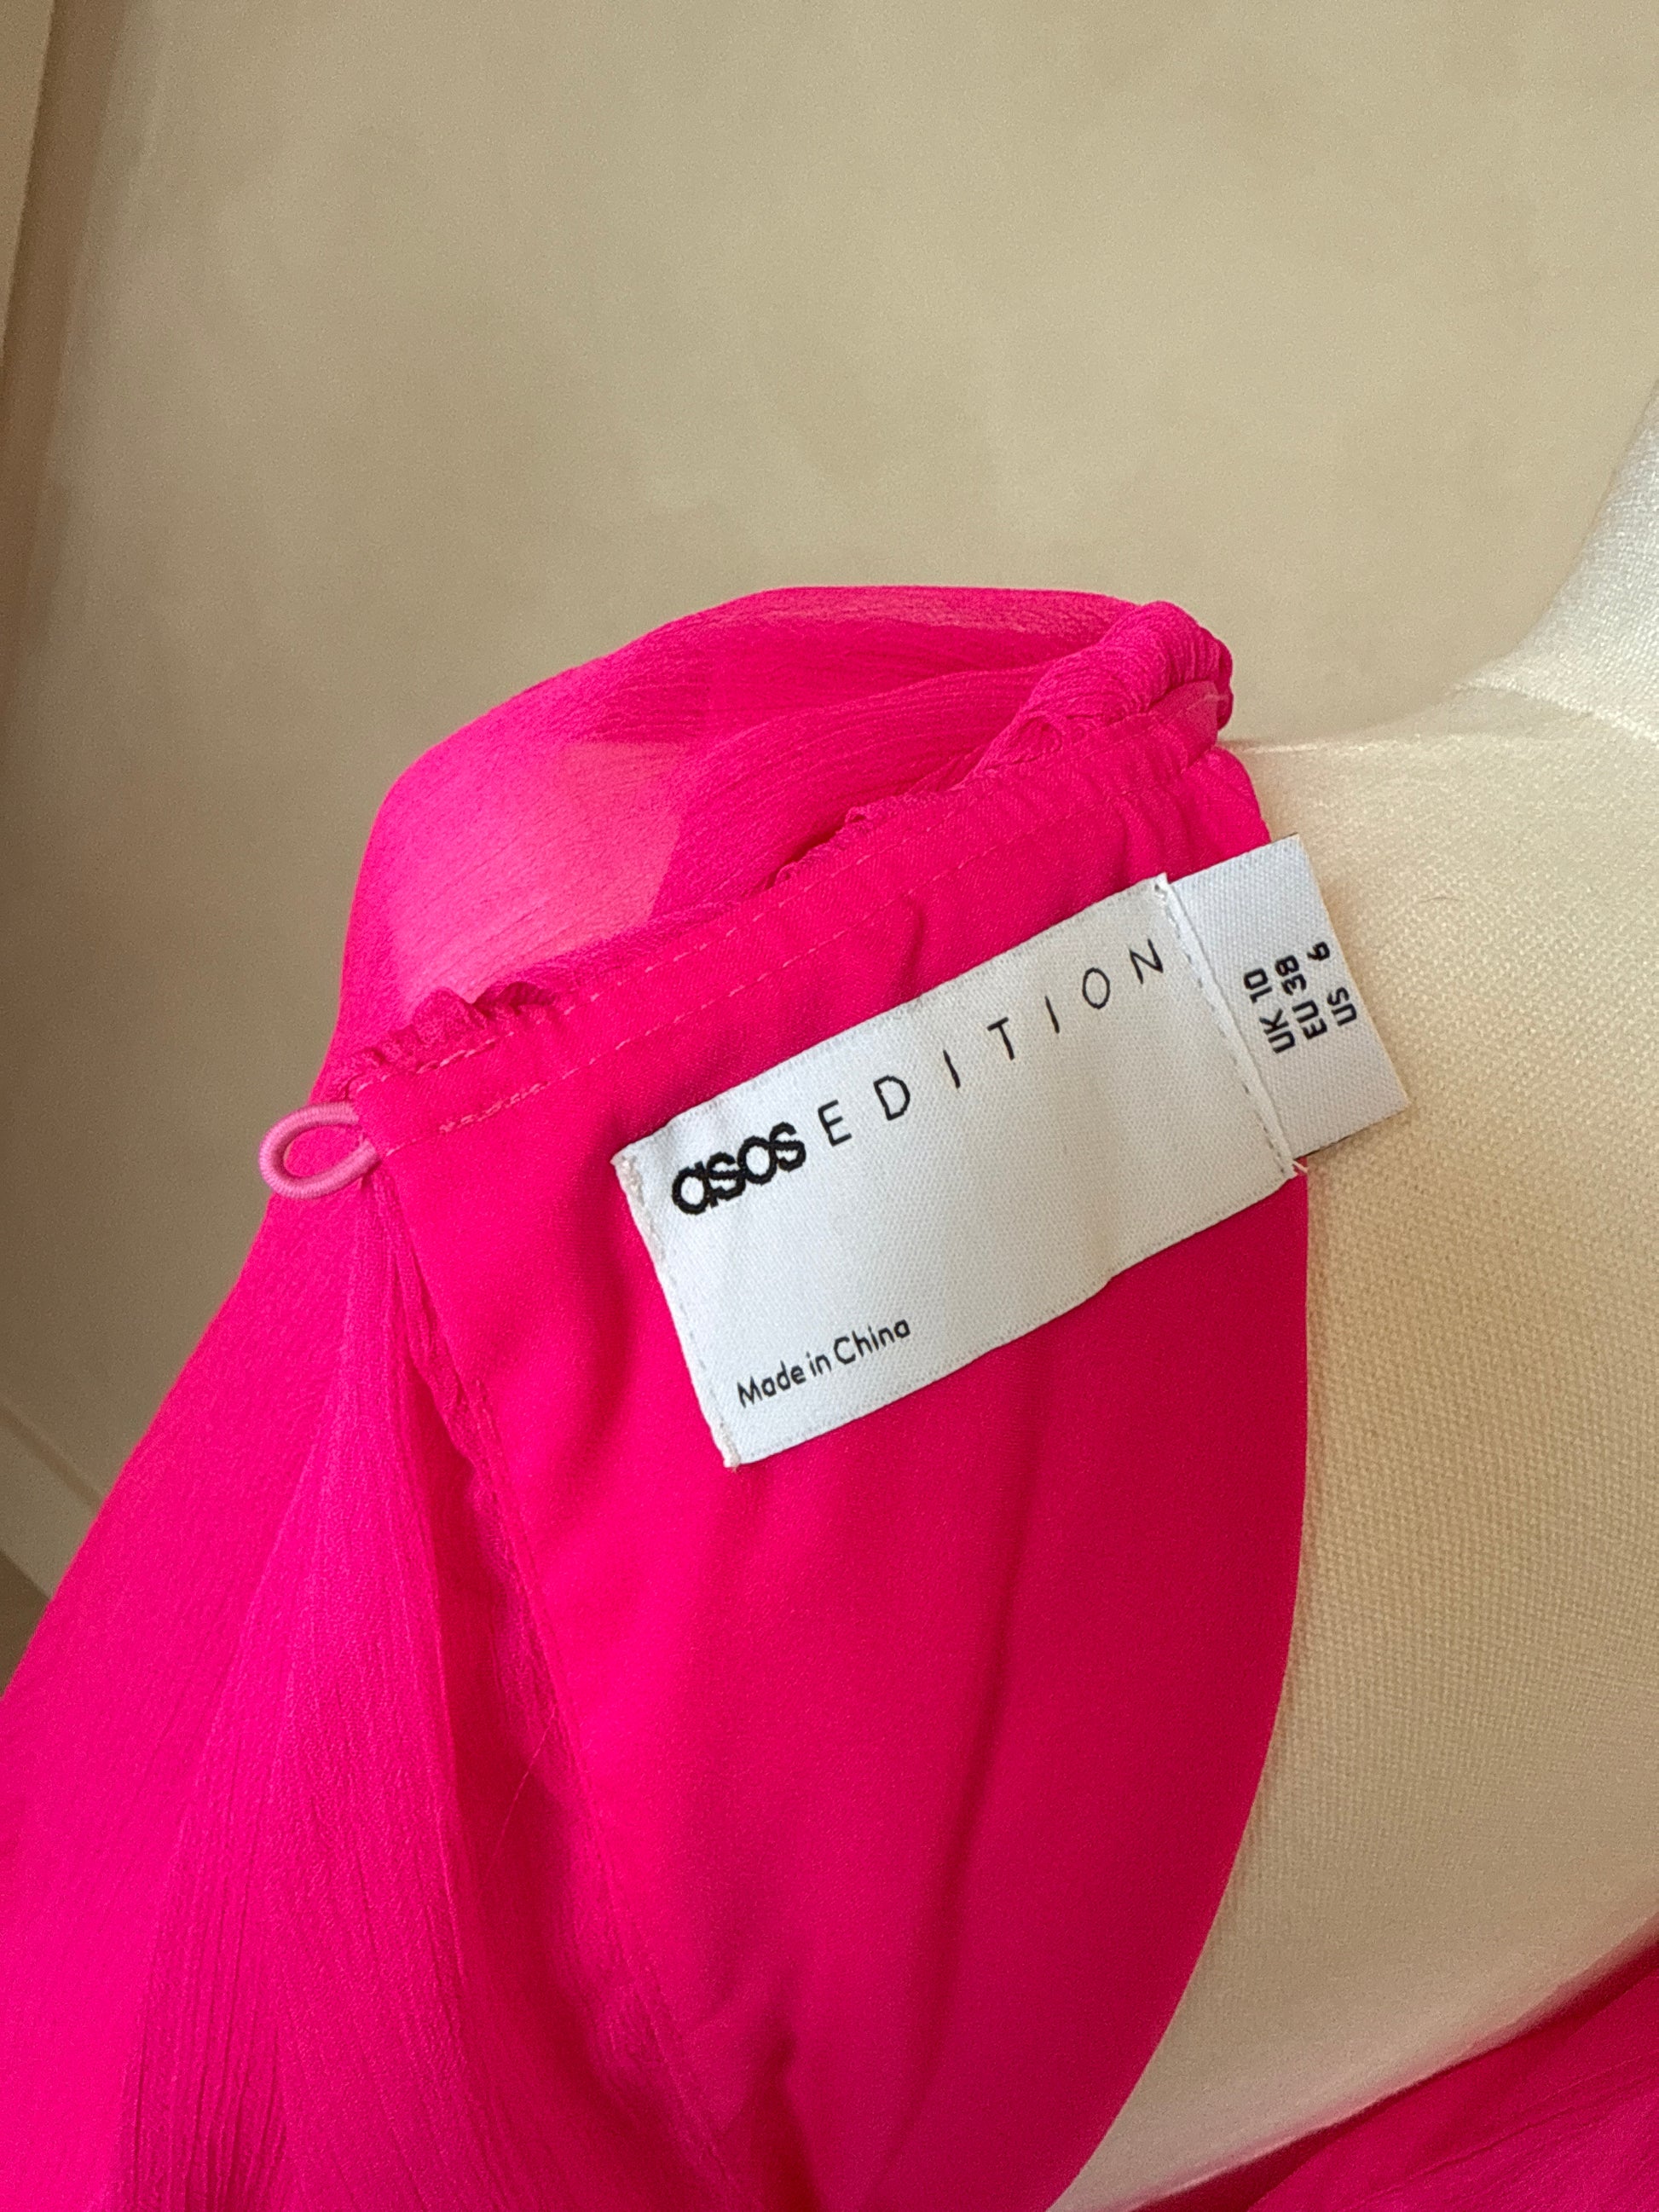 asos EDITION
Made in China
UK 10
EU 38
US 6